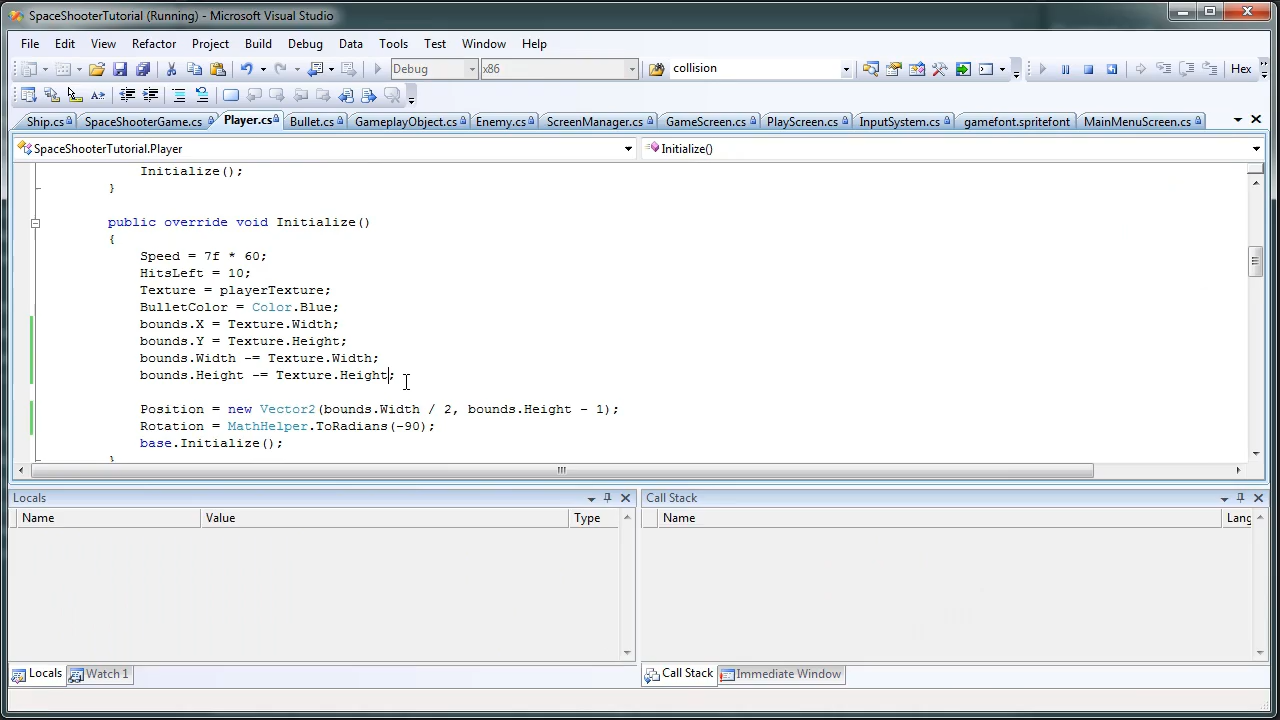 SpaceShooterTutorial (Running) - Microsoft Visual Studio
File Edit View Refactor Project Build Debug Data Tools Test Window Help
Debug x86 collision Hex
Ship.cs SpaceShooterGame.cs Player.cs Bullet.cs GameplayObject.cs Enemy.cs ScreenManager.cs GameScreen.cs PlayScreen.cs InputSystem.cs gamefont.spritefont MainMenuScreen.cs
SpaceShooterTutorial.Player Initialize()
Initialize();
}
public override void Initialize()
{
Speed = 7f * 60;
HitsLeft = 10;
Texture = playerTexture;
BulletColor = Color.Blue;
bounds.X = Texture.Width;
bounds.Y = Texture.Height;
bounds.Width -= Texture.Width;
bounds.Height -= Texture.Height;
Position = new Vector2(bounds.Width / 2, bounds.Height - 1);
Rotation = MathHelper.ToRadians(-90);
base.Initialize();
}
Locals Call Stack
Name Value Type Name Lang
Locals Watch 1 Call Stack Immediate Window